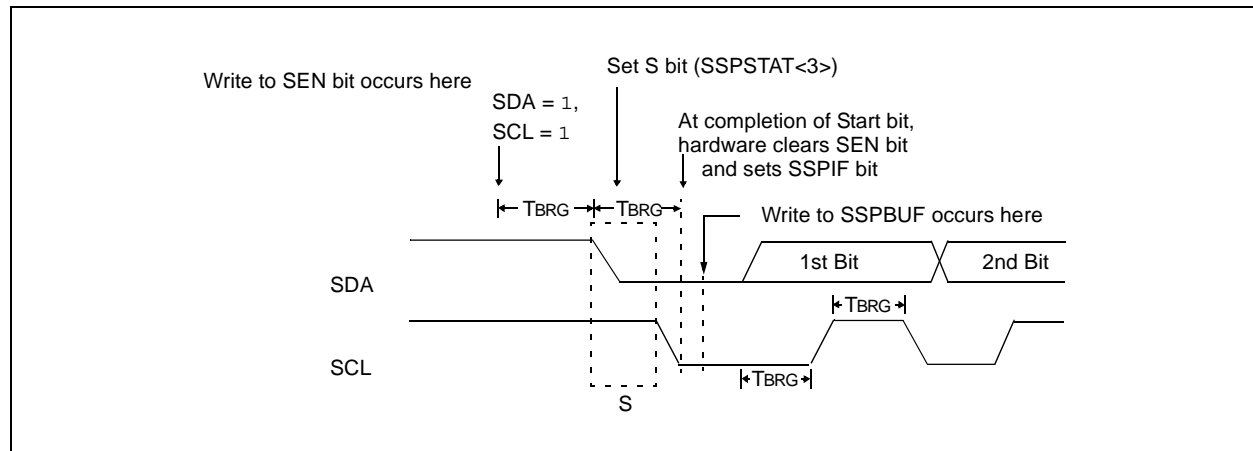 Write to SEN bit occurs here
Set S bit (SSPSTAT<3>)
SDA = 1,
SCL = 1
At completion of Start bit,
hardware clears SEN bit
and sets SSPIF bit
TBRG
TBRG
Write to SSPBUF occurs here
SDA
1st Bit
2nd Bit
TBRG
SCL
TBRG
S